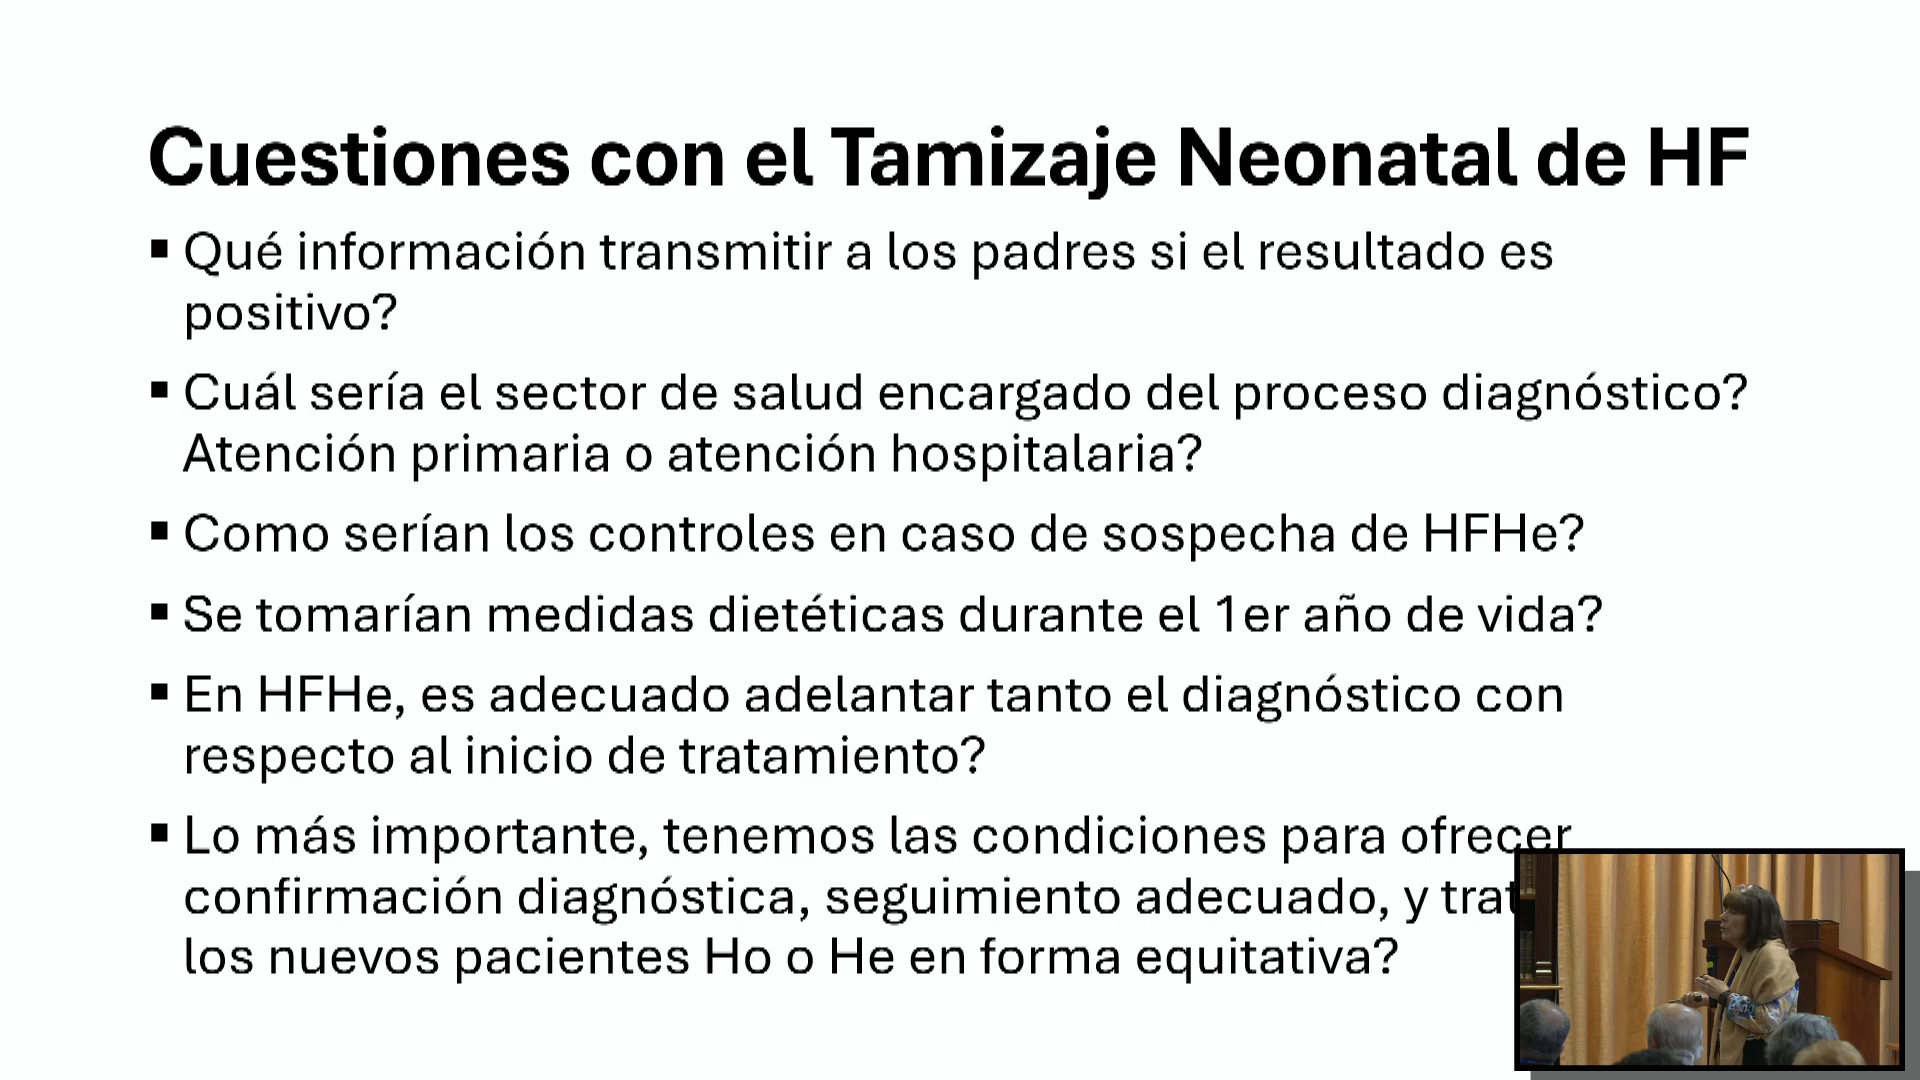 Cuestiones con el Tamizaje Neonatal de HF
▪ Qué información transmitir a los padres si el resultado es
positivo?
▪ Cuál sería el sector de salud encargado del proceso diagnóstico?
Atención primaria o atención hospitalaria?
▪ Como serían los controles en caso de sospecha de HFHe?
▪ Se tomarían medidas dietéticas durante el 1er año de vida?
▪ En HFHe, es adecuado adelantar tanto el diagnóstico con
respecto al inicio de tratamiento?
▪ Lo más importante, tenemos las condiciones para ofrecer
confirmación diagnóstica, seguimiento adecuado, y
los nuevos pacientes Ho o He en forma equitativa?